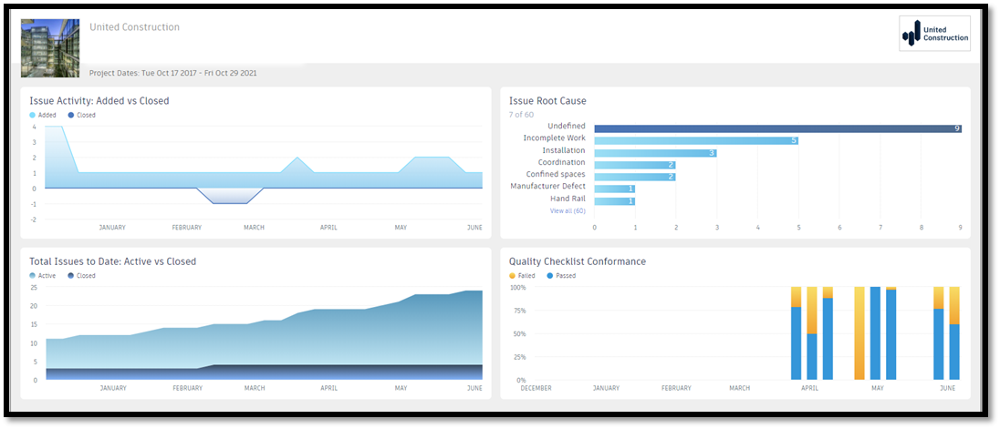 United Construction
United
Construction
Project Dates: Tue Oct 17 2017 - Fri Oct 29 2021
Issue Activity: Added vs Closed
Added Closed
4
3
2
1
0
-1
-2
JANUARY FEBRUARY MARCH APRIL MAY JUNE
Issue Root Cause
7 of 60
Undefined 9
Incomplete Work 5
Installation 3
Coordination 2
Confined spaces 2
Manufacturer Defect 1
Hand Rail 1
View all (60)
0 1 2 3 4 5 6 7 8 9
Total Issues to Date: Active vs Closed
Active Closed
25
20
15
10
5
0
JANUARY FEBRUARY MARCH APRIL MAY JUNE
Quality Checklist Conformance
Failed Passed
100%
75%
50%
25%
0%
DECEMBER JANUARY FEBRUARY MARCH APRIL MAY JUNE